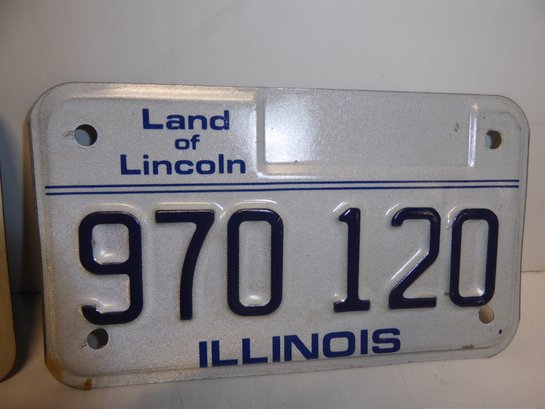 Land
of
Lincoln
970 120
ILLINOIS